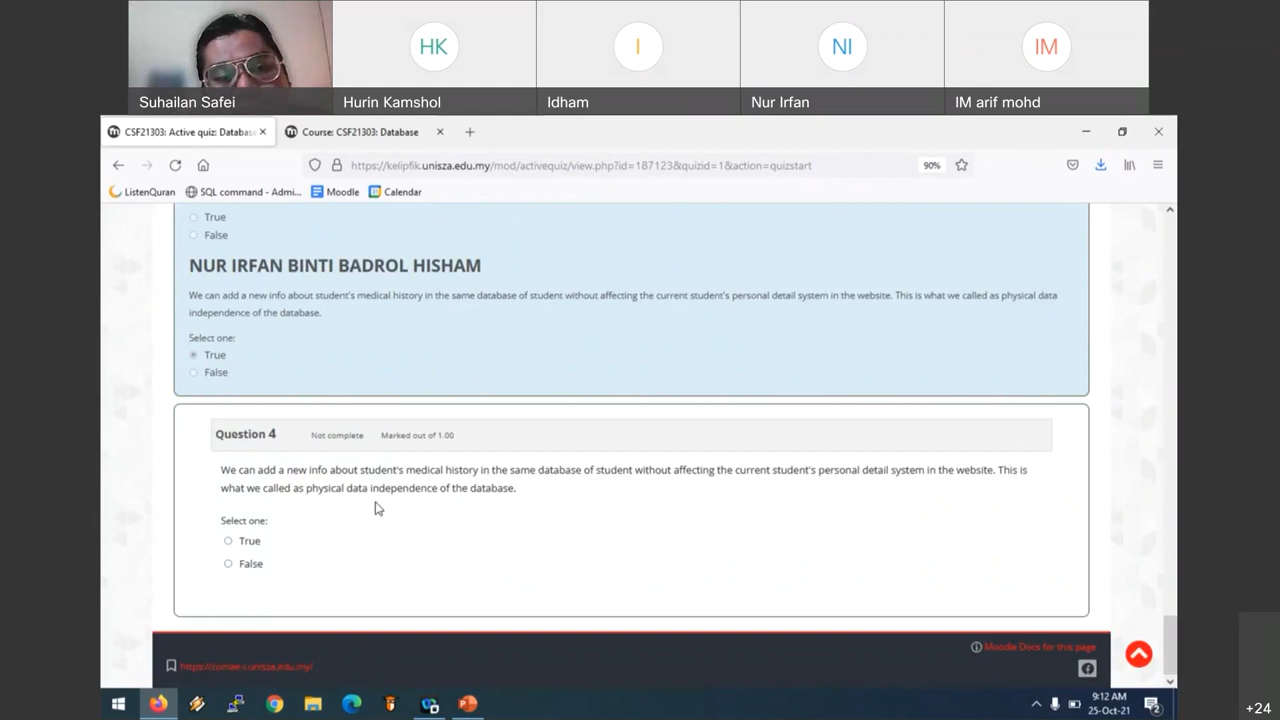 HK
I
NI
IM
Suhailan Safei
Hurin Kamshol
Idham
Nur Irfan
IM arif mohd
CSF21303: Active quiz: Databas
Course: CSF21303: Database
https://kelipfik.unisza.edu.my/mod/activequiz/view.php?id=187123&quizid=1&action=quizstart
90%
ListenQuran
SQL command - Admi...
Moodle
Calendar
True
False
NUR IRFAN BINTI BADROL HISHAM
We can add a new info about student's medical history in the same database of student without affecting the current student's personal detail system in the website. This is what we called as physical data
independence of the database.
Select one:
True
False
Question 4
Not complete
Marked out of 1.00
We can add a new info about student's medical history in the same database of student without affecting the current student's personal detail system in the website. This is
what we called as physical data independence of the database.
Select one:
True
False
Moodle Docs for this page
9:12 AM
25-Oct-21
2
+24